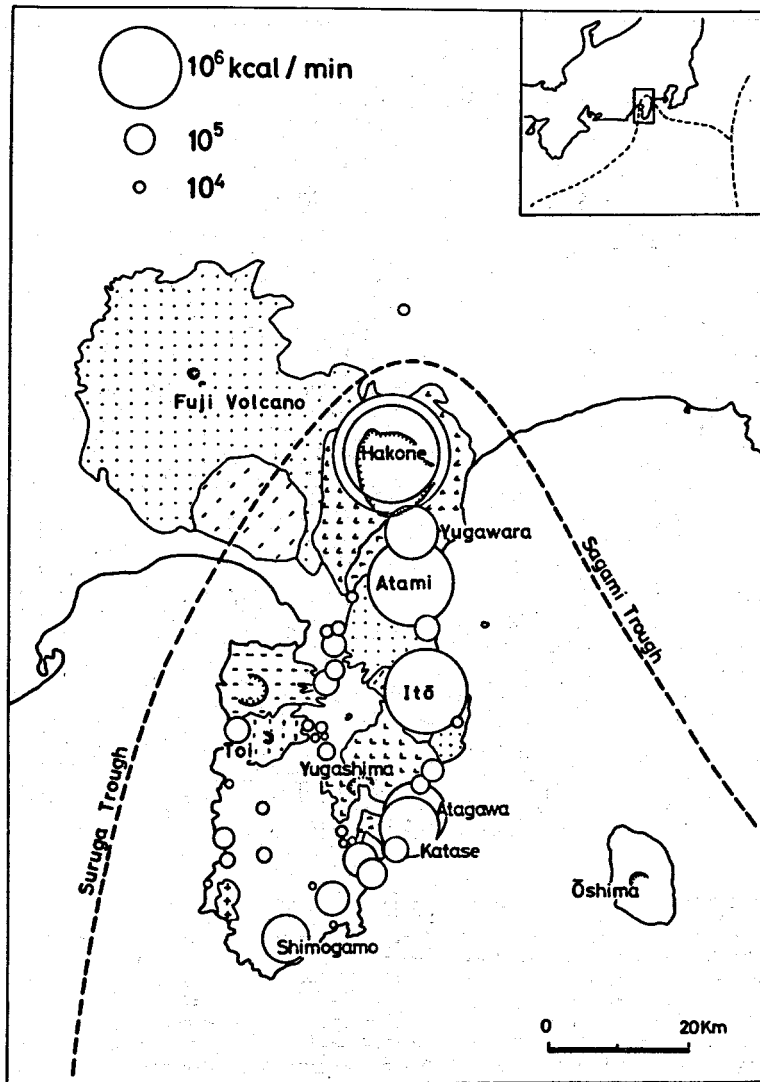 10⁶ kcal / min
10⁵
10⁴
Fuji Volcano
Hakone
Yugawara
Atami
Sagami Trough
Itō
Toi
Yugashima
Suruga Trough
Atagawa
Katase
Ōshima
Shimogamo
0 20Km